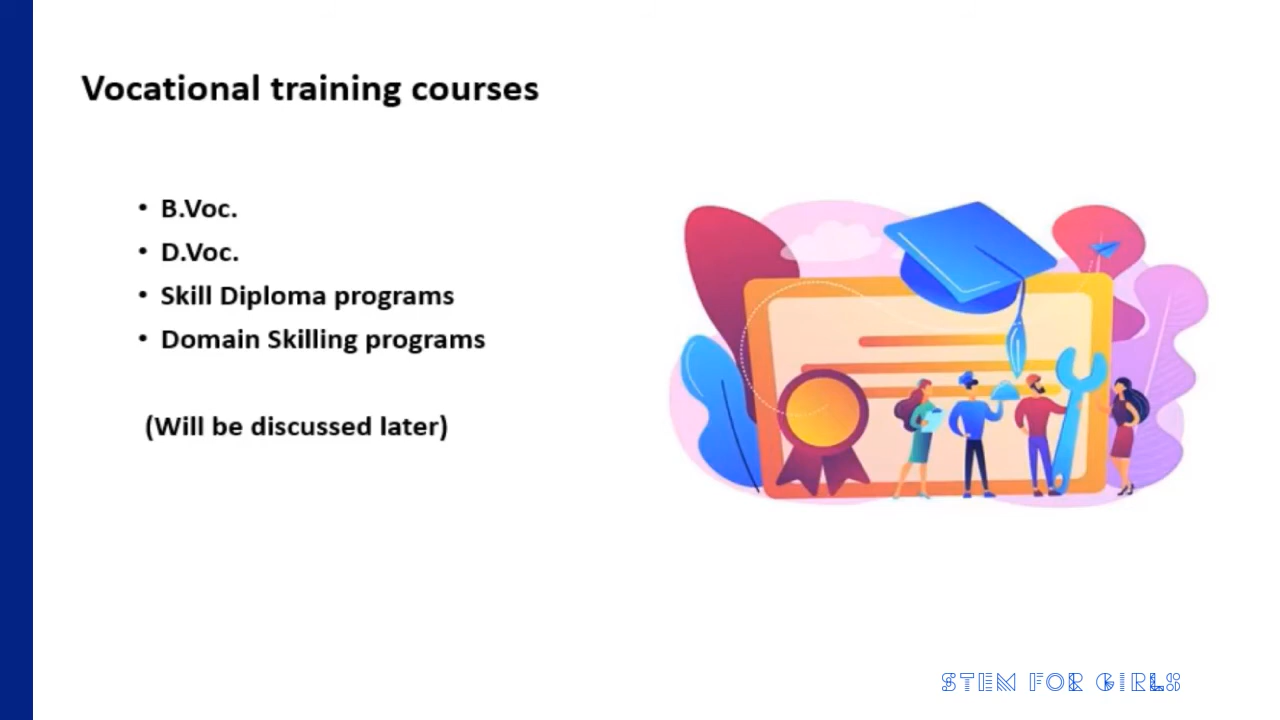 Vocational training courses
• B.Voc.
• D.Voc.
• Skill Diploma programs
• Domain Skilling programs
(Will be discussed later)
STEM FOR GIRLS